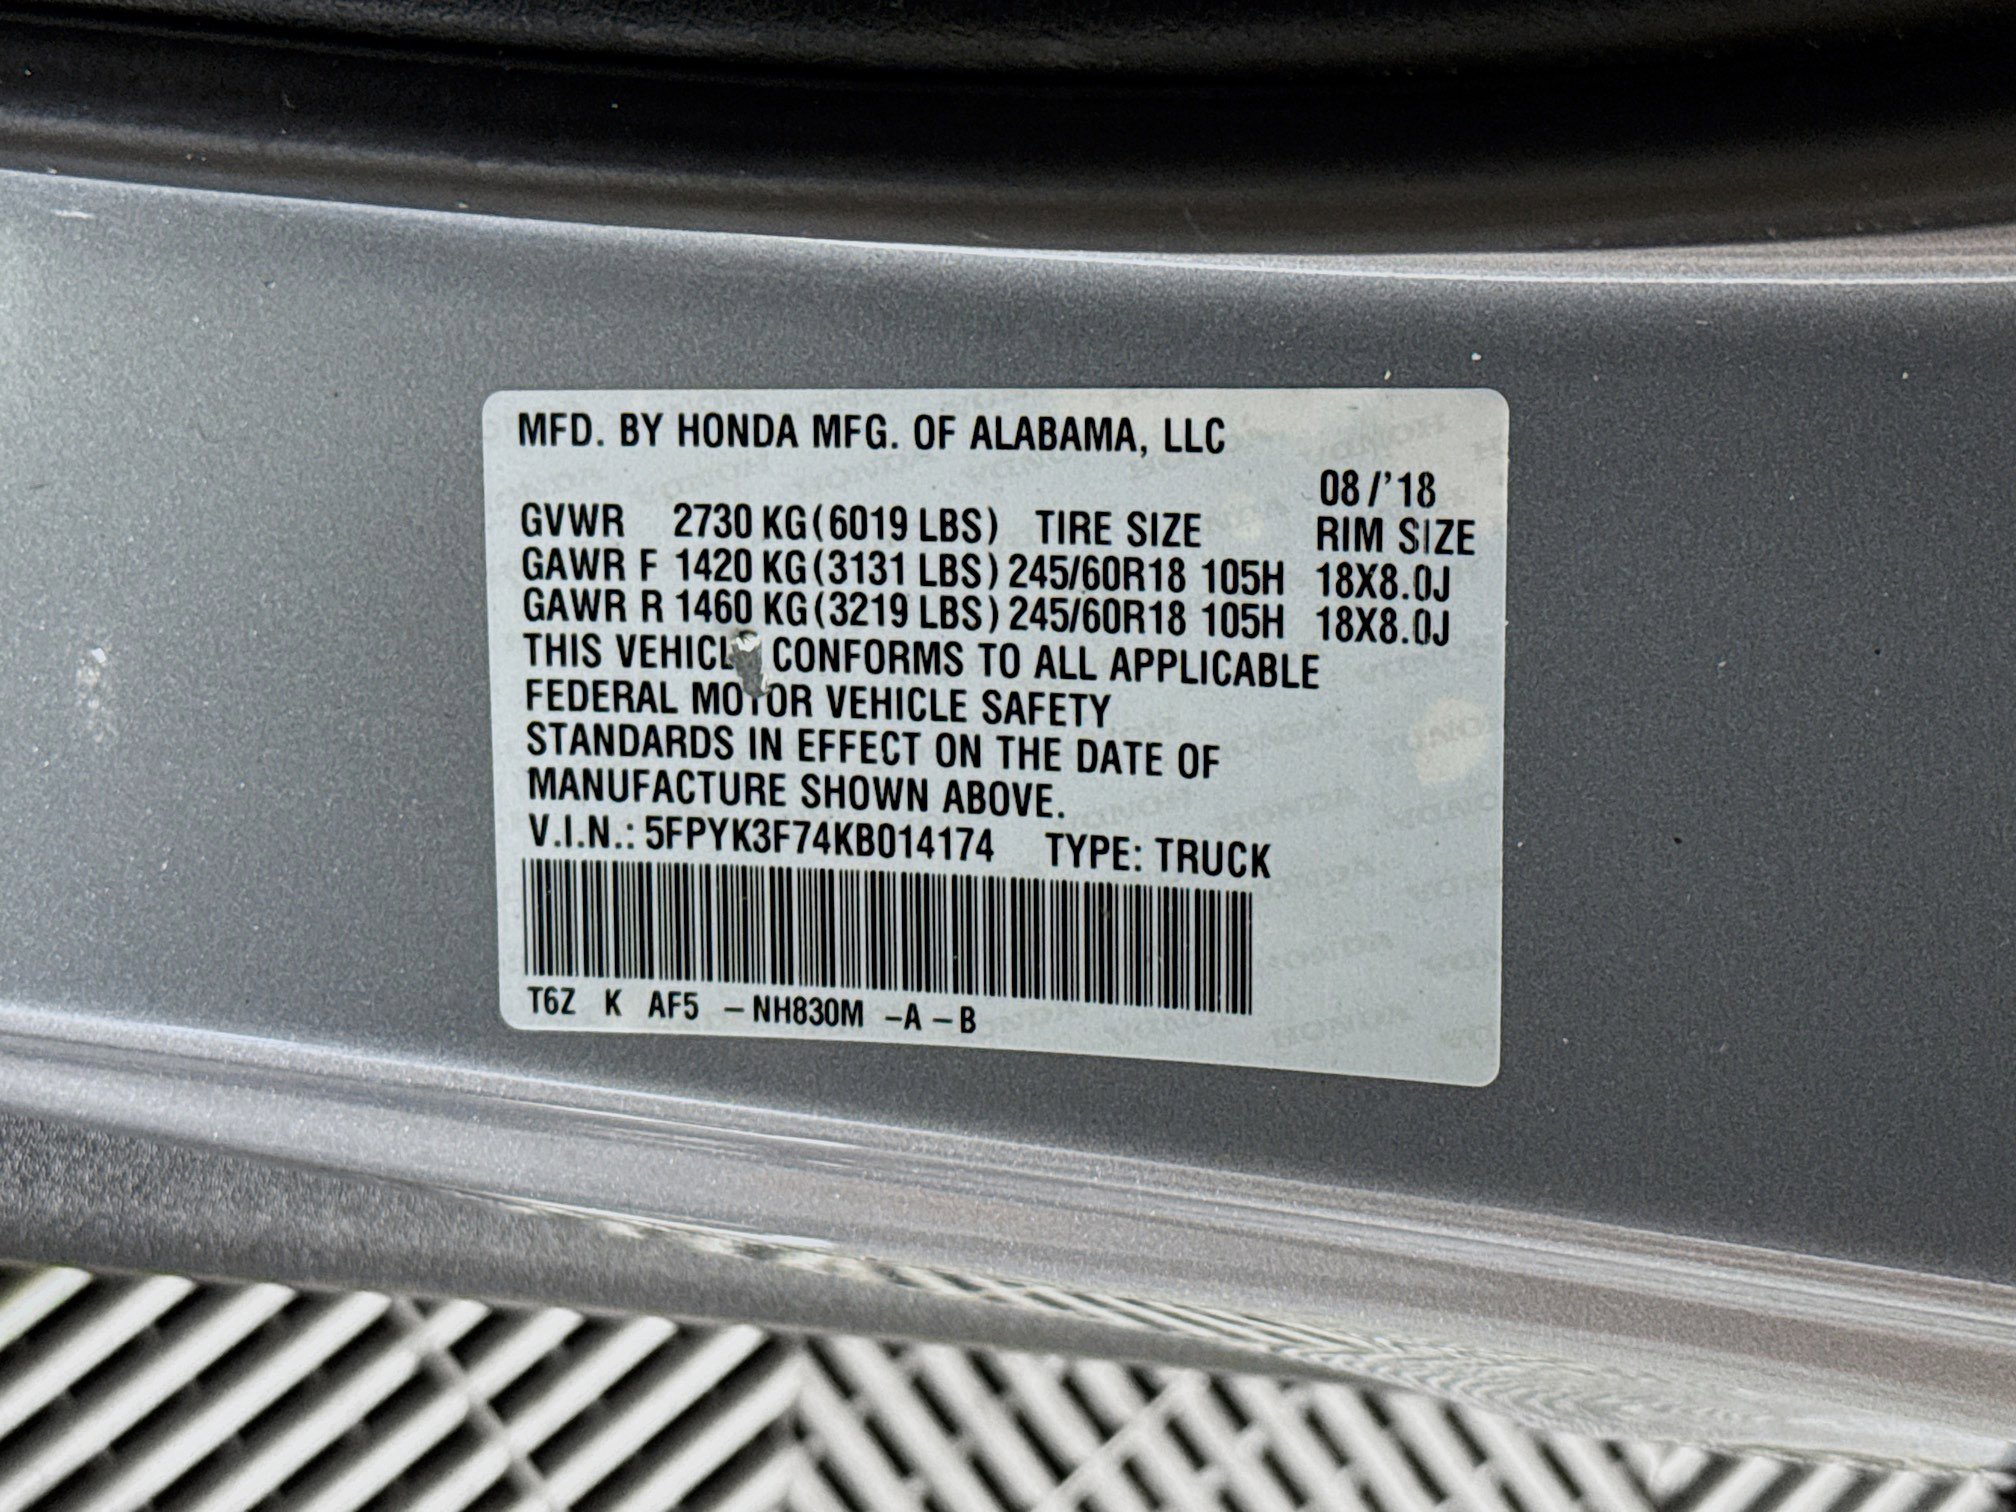 MFD. BY HONDA MFG. OF ALABAMA, LLC
08/'18
GVWR 2730 KG (6019 LBS) TIRE SIZE RIM SIZE
GAWR F 1420 KG (3131 LBS) 245/60R18 105H 18X8.0J
GAWR R 1460 KG (3219 LBS) 245/60R18 105H 18X8.0J
THIS VEHICL CONFORMS TO ALL APPLICABLE
FEDERAL MOTOR VEHICLE SAFETY
STANDARDS IN EFFECT ON THE DATE OF
MANUFACTURE SHOWN ABOVE.
V.I.N.: 5FPYK3F74KB014174 TYPE: TRUCK
T6Z K AF5 -NH830M -A -B